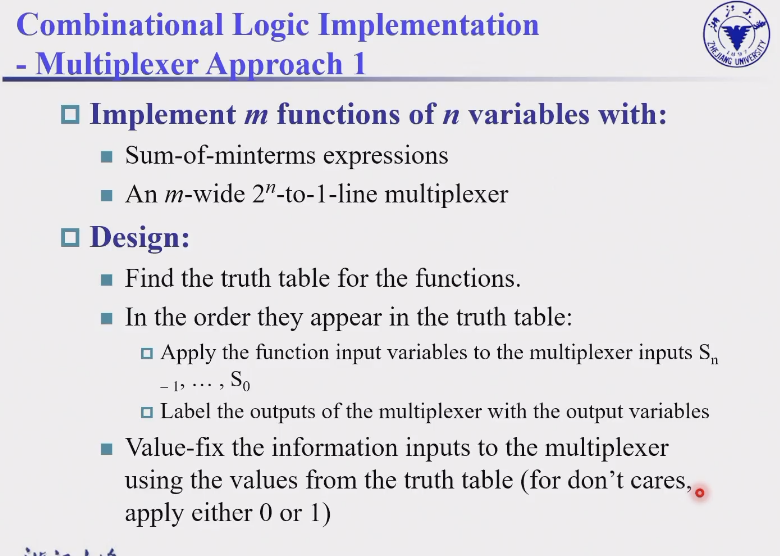 Combinational Logic Implementation
- Multiplexer Approach 1
ZHEJIANG UNIVERSITY
1897
Implement m functions of n variables with:
Sum-of-minterms expressions
An m-wide 2ⁿ-to-1-line multiplexer
Design:
Find the truth table for the functions.
In the order they appear in the truth table:
Apply the function input variables to the multiplexer inputs Sₙ
₋ ₁, … , S₀
Label the outputs of the multiplexer with the output variables
Value-fix the information inputs to the multiplexer
using the values from the truth table (for don’t cares,
apply either 0 or 1)